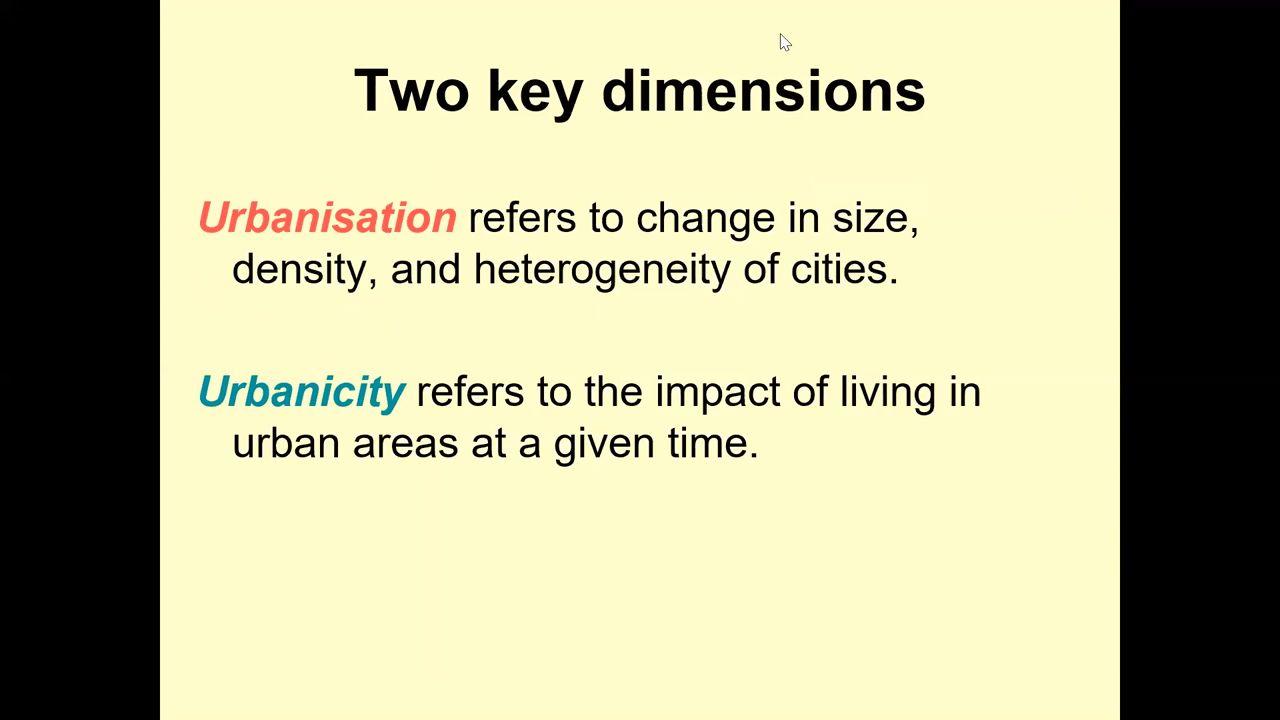 Two key dimensions
Urbanisation refers to change in size,
density, and heterogeneity of cities.
Urbanicity refers to the impact of living in
urban areas at a given time.